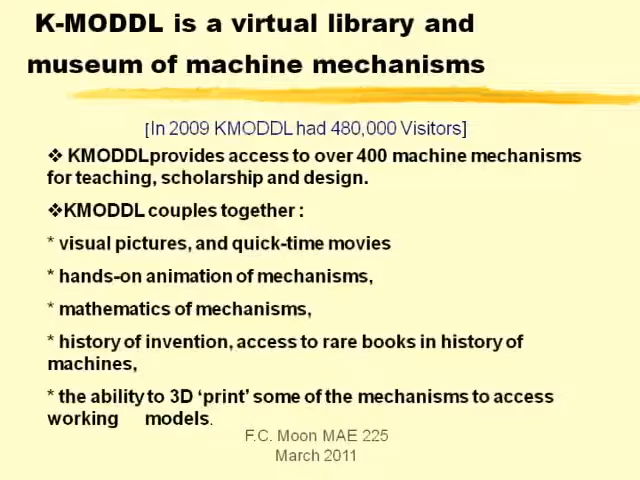 K-MODDL is a virtual library and
museum of machine mechanisms
[In 2009 KMODDL had 480,000 Visitors]
❖ KMODDLprovides access to over 400 machine mechanisms
for teaching, scholarship and design.
❖KMODDL couples together :
* visual pictures, and quick-time movies
* hands-on animation of mechanisms,
* mathematics of mechanisms,
* history of invention, access to rare books in history of
machines,
* the ability to 3D ‘print’ some of the mechanisms to access
working models.
F.C. Moon MAE 225
March 2011